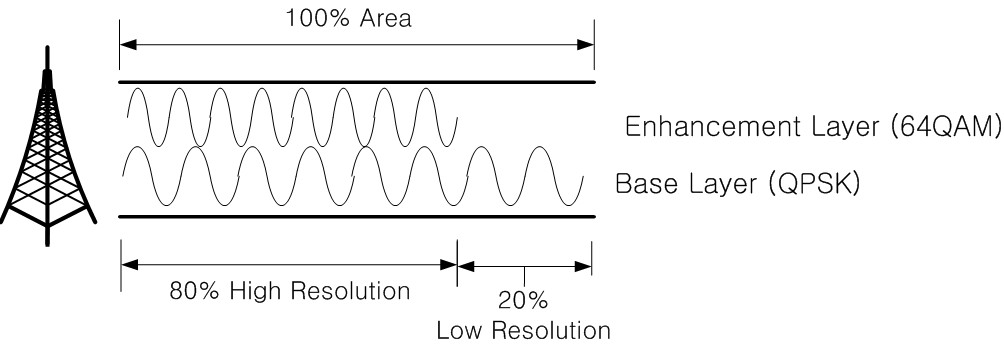 100% Area
Enhancement Layer (64QAM)
Base Layer (QPSK)
80% High Resolution
20%
Low Resolution